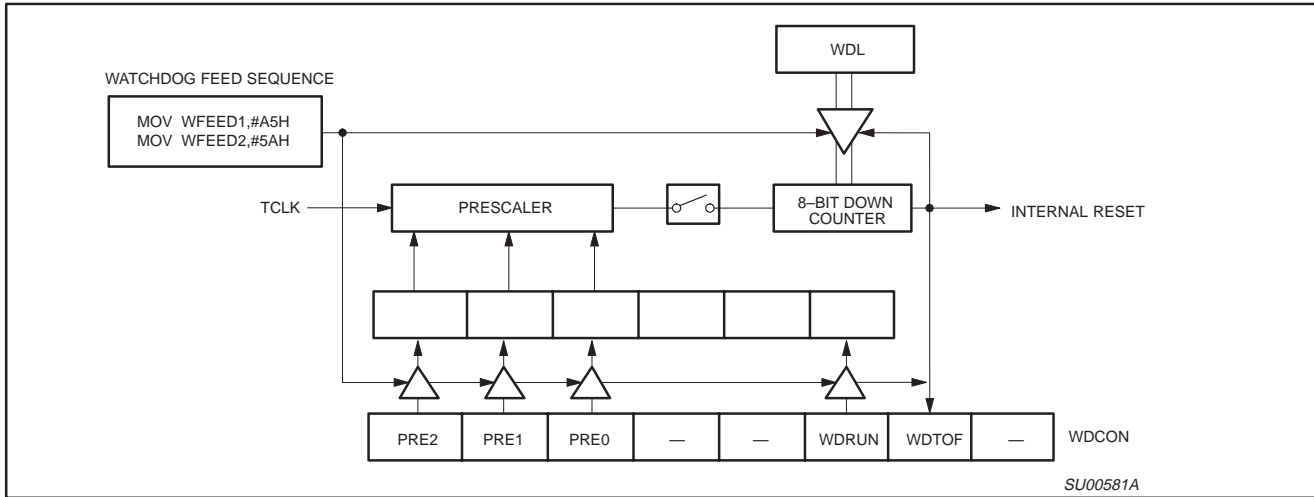 WDL
WATCHDOG FEED SEQUENCE
MOV WFEED1,#A5H
MOV WFEED2,#5AH
TCLK
PRESCALER
8–BIT DOWN
COUNTER
INTERNAL RESET
PRE2 PRE1 PRE0 — — WDRUN WDTOF — WDCON
SU00581A